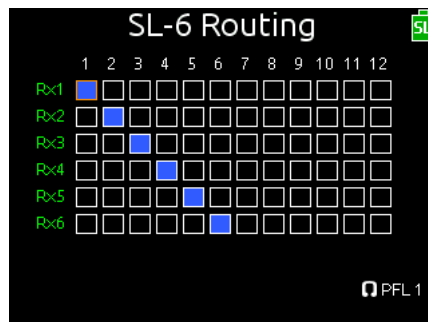 SL-6 Routing
SL
1 2 3 4 5 6 7 8 9 10 11 12
Rx1
Rx2
Rx3
Rx4
Rx5
Rx6
PFL 1